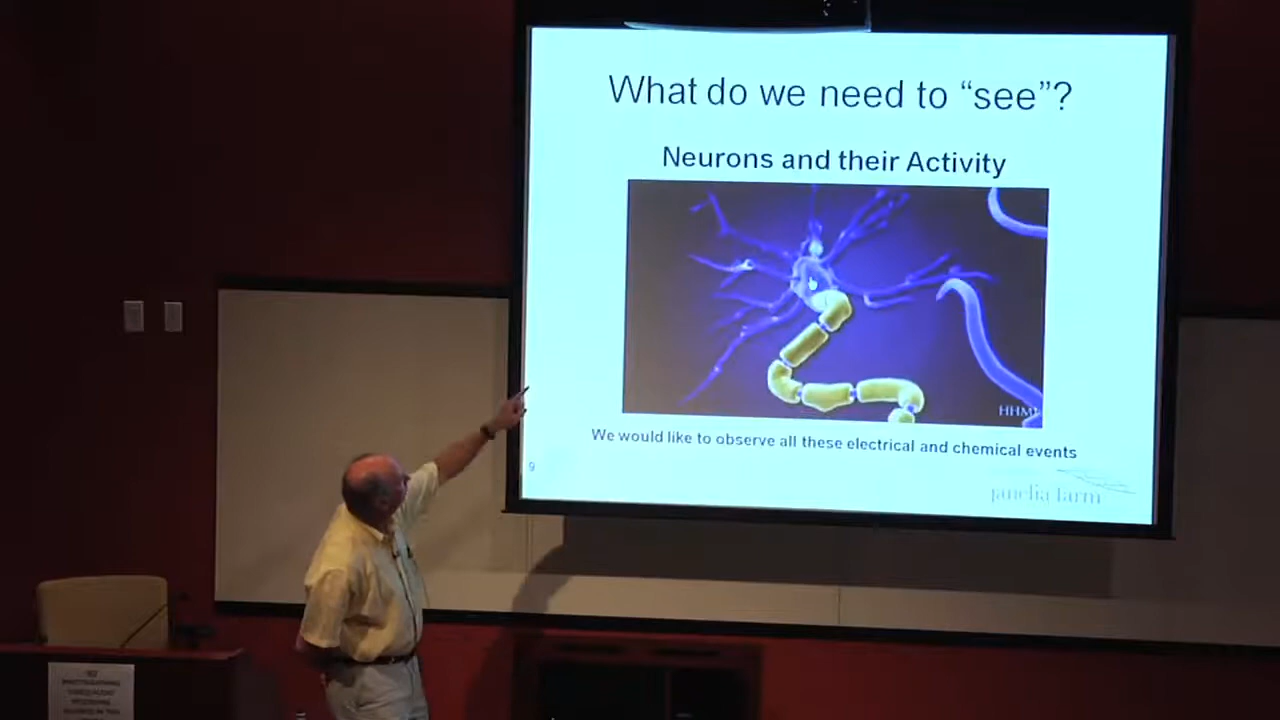 What do we need to “see”?
Neurons and their Activity
HHMI
We would like to observe all these electrical and chemical events
9
janelia farm